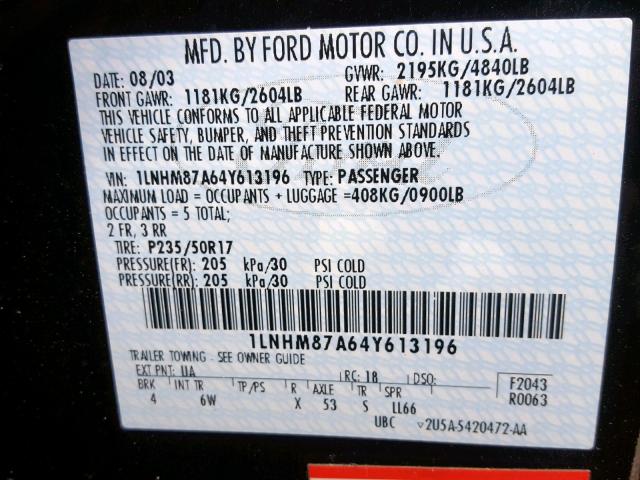 MFD. BY FORD MOTOR CO. IN U.S.A.
DATE: 08/03 GVWR: 2195KG/4840LB
FRONT GAWR: 1181KG/2604LB REAR GAWR: 1181KG/2604LB
THIS VEHICLE CONFORMS TO ALL APPLICABLE FEDERAL MOTOR
VEHICLE SAFETY, BUMPER, AND THEFT PREVENTION STANDARDS
IN EFFECT ON THE DATE OF MANUFACTURE SHOWN ABOVE.
VIN: 1LNHM87A64Y613196 TYPE: PASSENGER
MAXIMUM LOAD = OCCUPANTS + LUGGAGE =408KG/0900LB
OCCUPANTS = 5 TOTAL;
2 FR, 3 RR
TIRE: P235/50R17
PRESSURE(FR): 205 kPa/30 PSI COLD
PRESSURE(RR): 205 kPa/30 PSI COLD
1LNHM87A64Y613196
TRAILER TOWING - SEE OWNER GUIDE
EXT PNT: UA RC: 18 DSO: F2043
BRK INT TR TP/PS R AXLE TR SPR R0063
4 6W X 53 S LL66
UBC 2U5A-5420472-AA